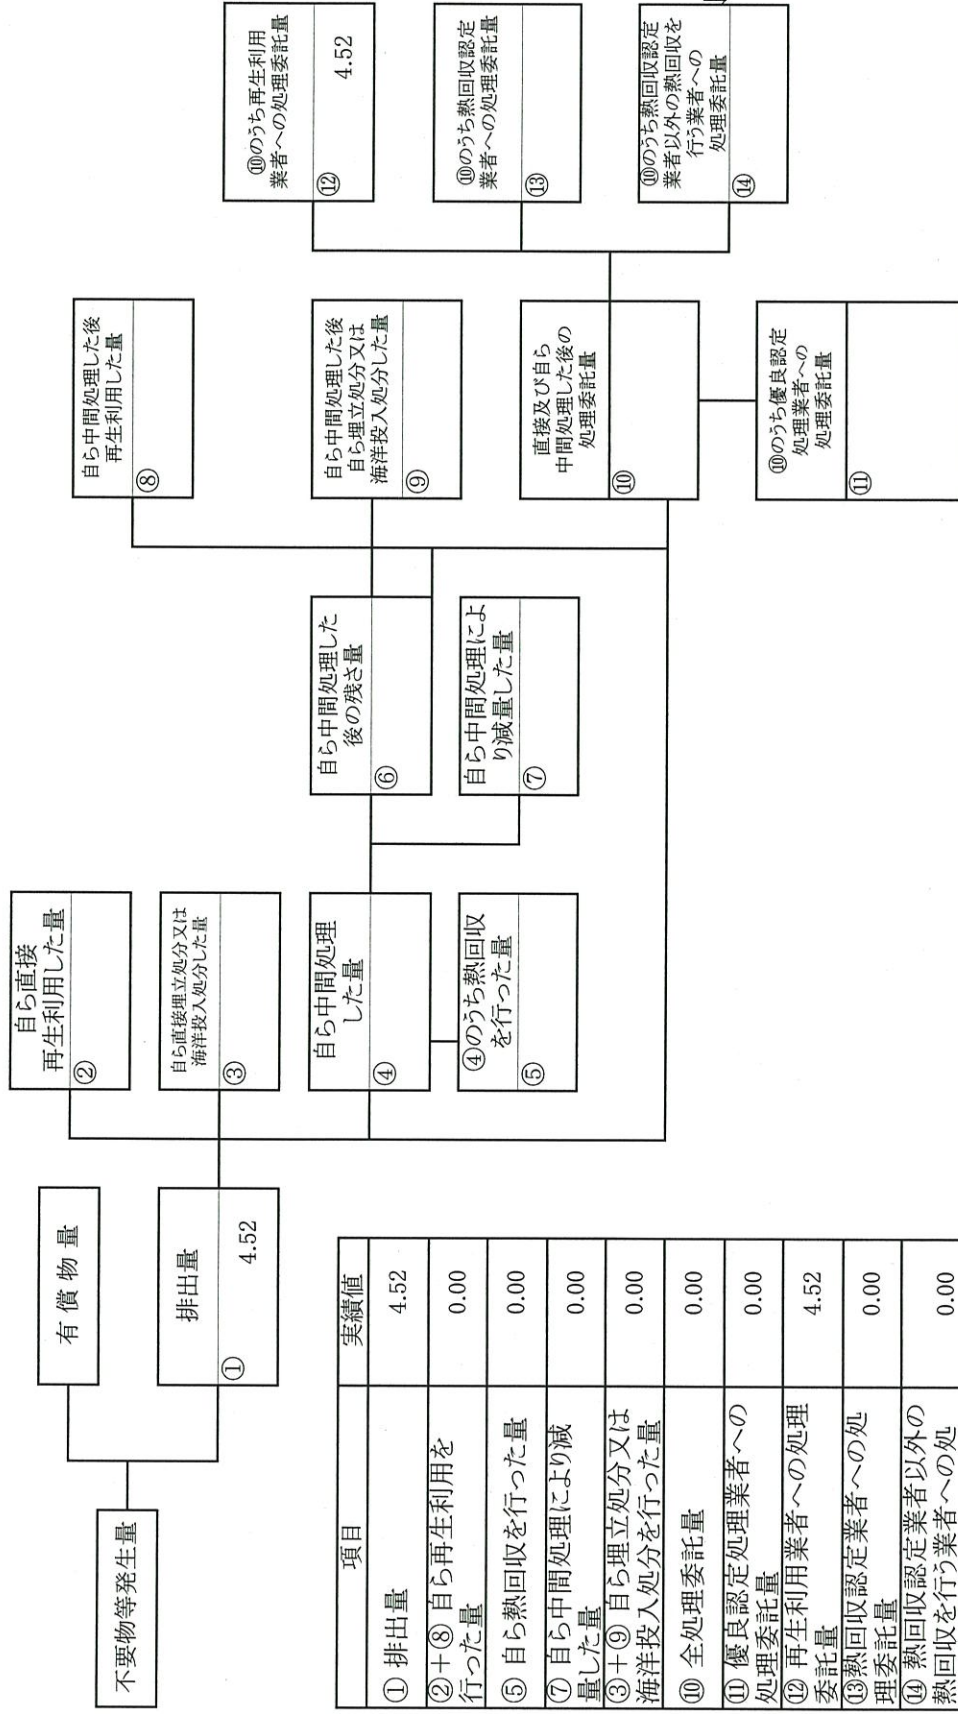 不要物等発生量
有償物量
排出量
①
4.52
自ら直接
再生利用した量
②
自ら直接埋立処分又は
海洋投入処分した量
③
自ら中間処理
した量
④
④のうち熱回収
を行った量
⑤
自ら中間処理した
後の残さ量
⑥
自ら中間処理によ
り減量した量
⑦
自ら中間処理した後
再生利用した量
⑧
自ら中間処理した後
自ら埋立処分又は
海洋投入処分した量
⑨
直接及び自ら
中間処理した後の
処理委託量
⑩
⑩のうち優良認定
処理業者への
処理委託量
⑪
⑩のうち再生利用
業者への処理委託量
⑫
4.52
⑩のうち熱回収認定
業者への処理委託量
⑬
⑩のうち熱回収認定
業者以外の熱回収を
行う業者への
処理委託量
⑭
項目 実績値
①排出量 4.52
②+⑧ 自ら再生利用を
行った量 0.00
⑤ 自ら熱回収を行った量 0.00
⑦ 自ら中間処理により減
量した量 0.00
③+⑨ 自ら埋立処分又は
海洋投入処分を行った量 0.00
⑩ 全処理委託量 0.00
⑪ 優良認定処理業者への
処理委託量 0.00
⑫ 再生利用業者への処理
委託量 4.52
⑬熱回収認定業者への処
理委託量 0.00
⑭ 熱回収認定業者以外の
熱回収を行う業者への処 0.00